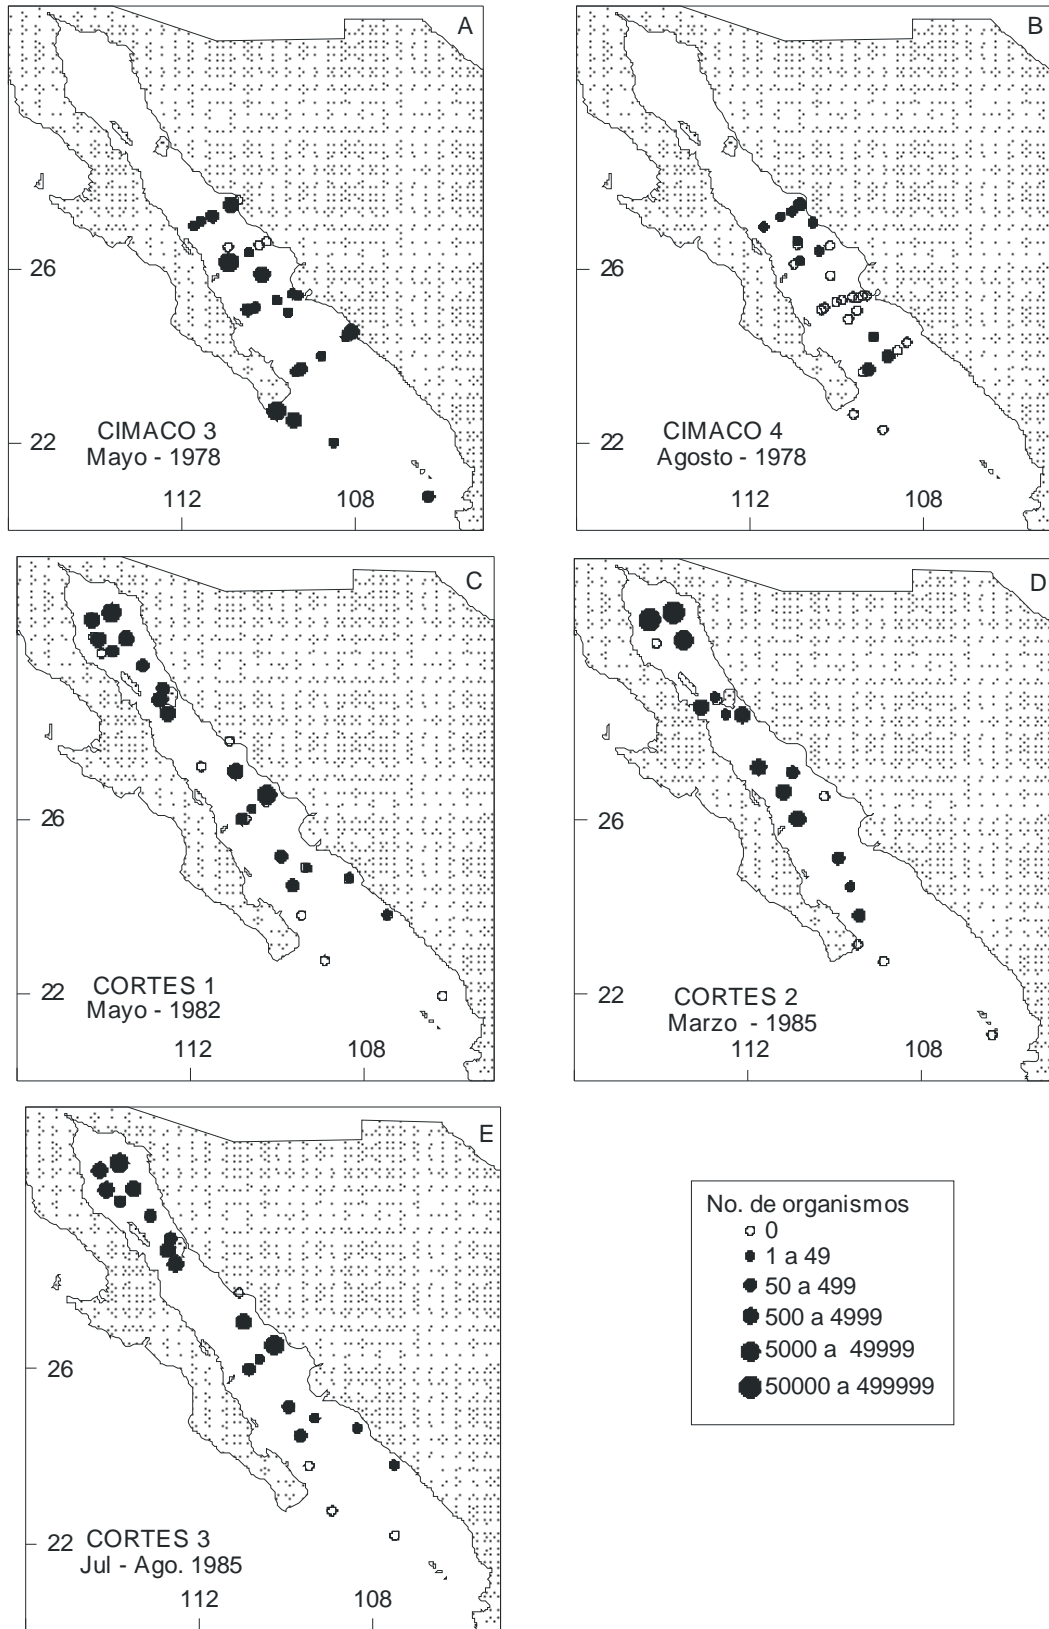 A
26
22
CIMACO 3
Mayo - 1978
112
108
B
26
22
CIMACO 4
Agosto - 1978
112
108
C
26
22
CORTES 1
Mayo - 1982
112
108
D
26
22
CORTES 2
Marzo - 1985
112
108
E
26
22
CORTES 3
Jul - Ago. 1985
112
108
No. de organismos
0
1 a 49
50 a 499
500 a 4999
5000 a 49999
50000 a 499999